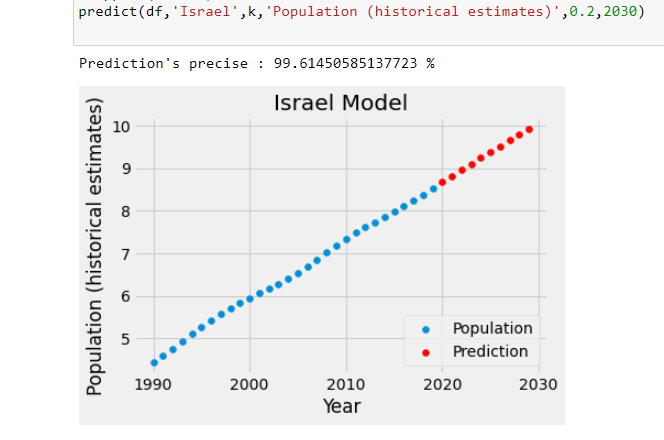 predict(df,'Israel',k,'Population (historical estimates)',0.2,2030)
Prediction's precise : 99.61450585137723 %
Israel Model
Population (historical estimates)
10
9
8
7
6
5
Population
Prediction
1990 2000 2010 2020 2030
Year